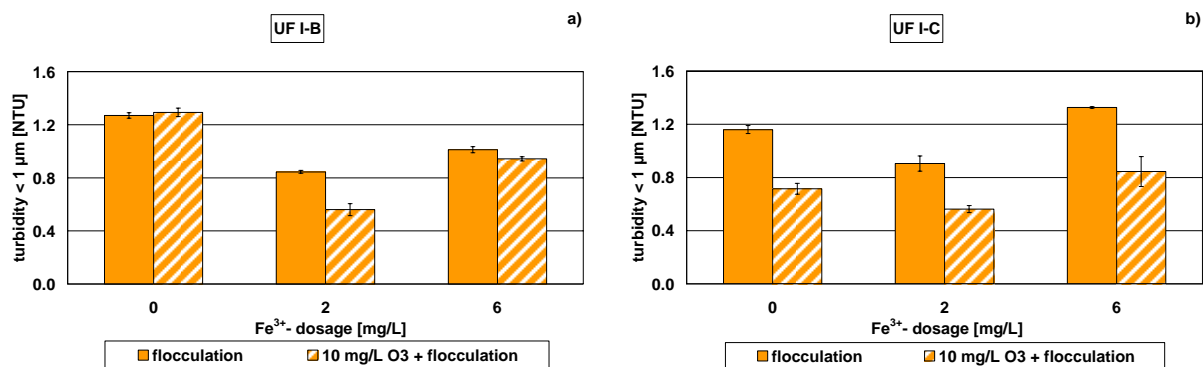 UF I-B
a)
turbidity < 1 µm [NTU]
1.6
1.2
0.8
0.4
0.0
0 2 6
Fe³⁺- dosage [mg/L]
flocculation 10 mg/L O3 + flocculation
UF I-C
b)
turbidity < 1 µm [NTU]
1.6
1.2
0.8
0.4
0.0
0 2 6
Fe³⁺- dosage [mg/L]
flocculation 10 mg/L O3 + flocculation